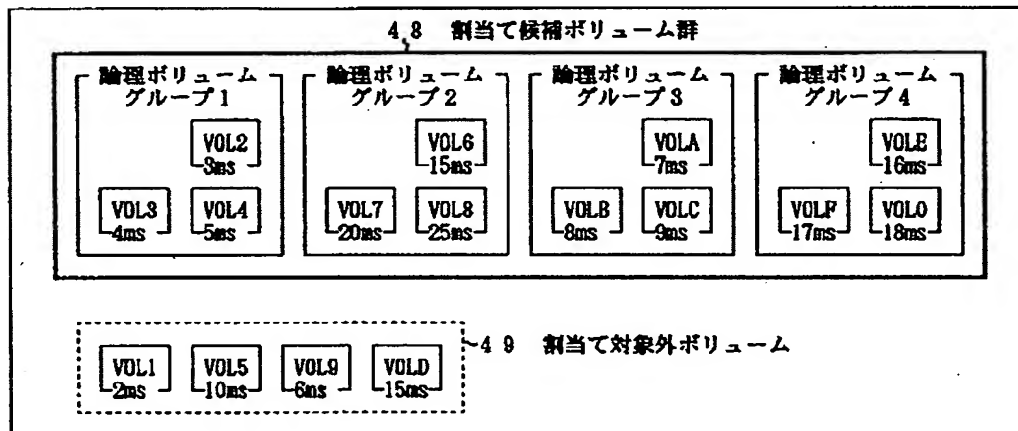 48 割当て候補ボリューム群
論理ボリューム
グループ1
論理ボリューム
グループ2
論理ボリューム
グループ3
論理ボリューム
グループ4
VOL2
3ms
VOL6
15ms
VOLA
7ms
VOLE
16ms
VOL3
4ms
VOL4
5ms
VOL7
20ms
VOL8
25ms
VOLB
8ms
VOLC
9ms
VOLF
17ms
VOL0
18ms
49 割当て対象外ボリューム
VOL1
2ms
VOL5
10ms
VOL9
6ms
VOLD
15ms